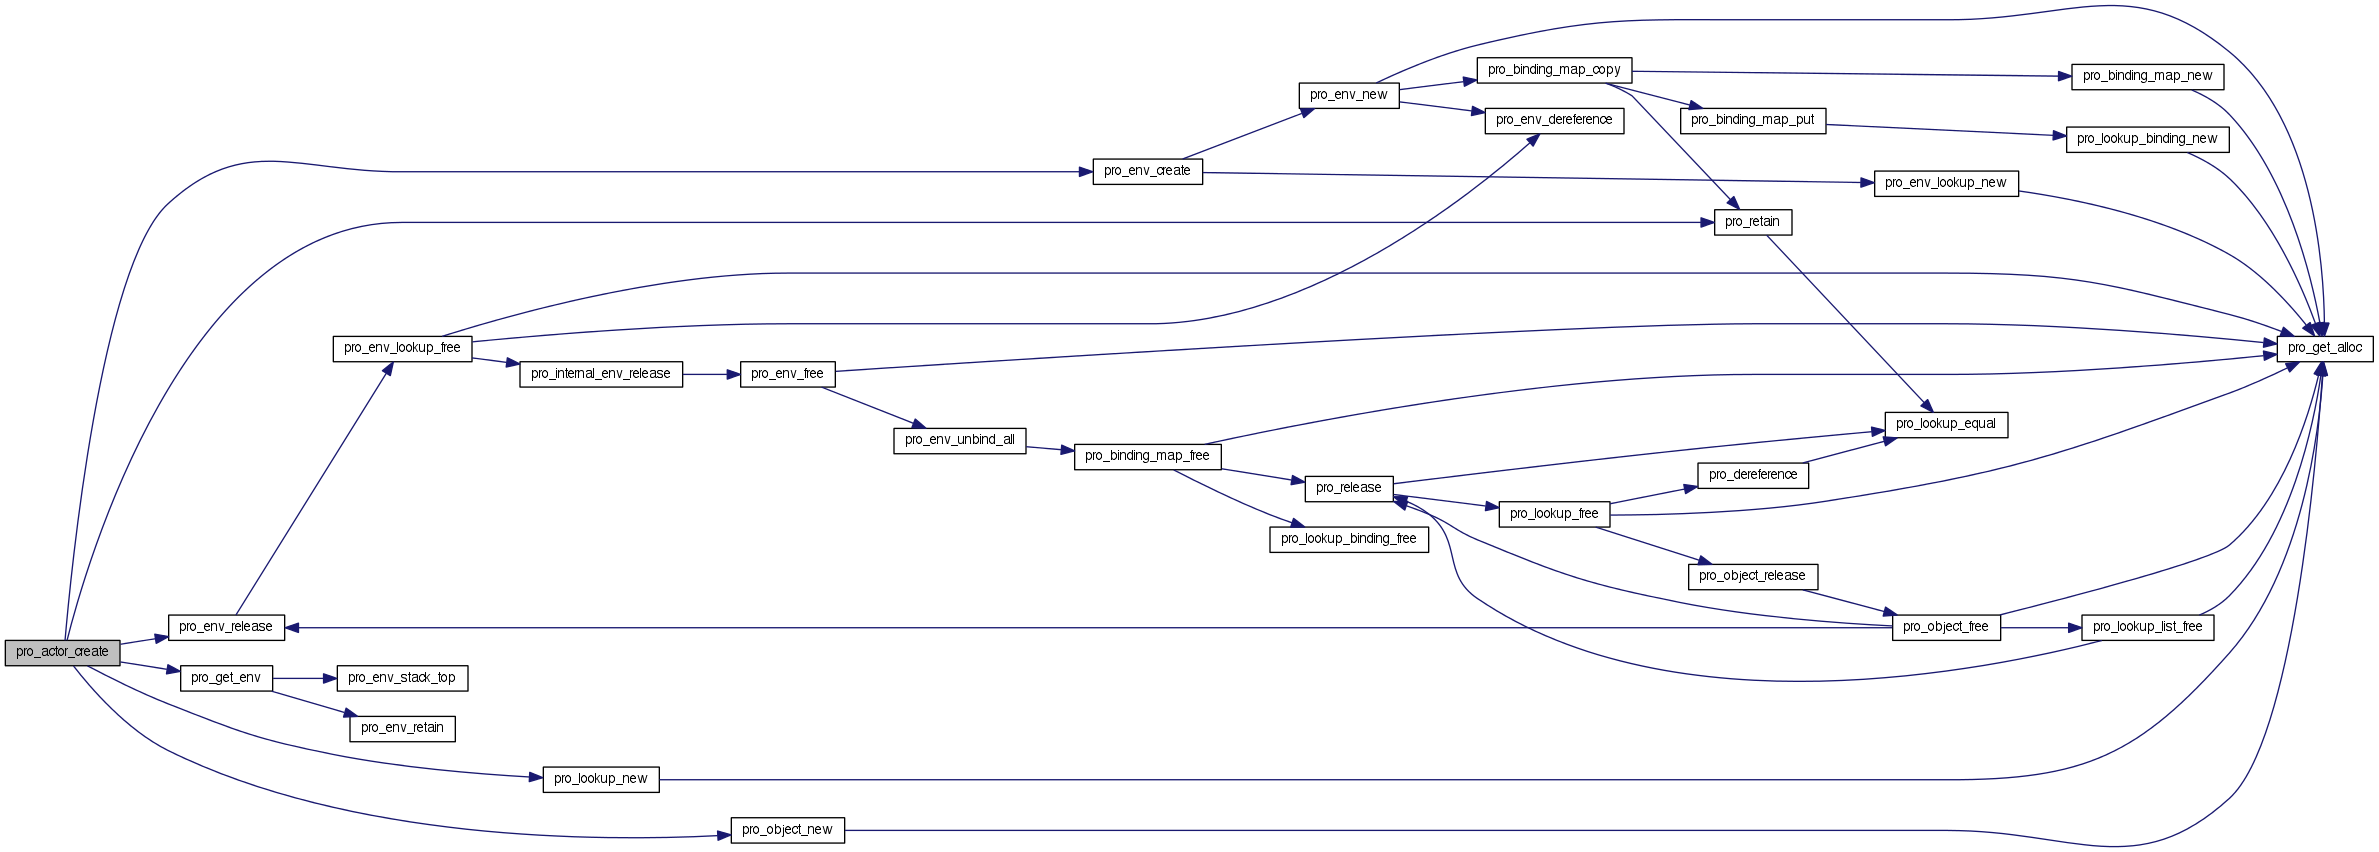 pro_binding_map_copy
pro_binding_map_new
pro_env_new
pro_env_dereference
pro_binding_map_put
pro_lookup_binding_new
pro_env_create
pro_env_lookup_new
pro_retain
pro_env_lookup_free
pro_get_alloc
pro_internal_env_release
pro_env_free
pro_lookup_equal
pro_env_unbind_all
pro_binding_map_free
pro_dereference
pro_release
pro_lookup_free
pro_lookup_binding_free
pro_object_release
pro_env_release
pro_object_free
pro_lookup_list_free
pro_actor_create
pro_get_env
pro_env_stack_top
pro_env_retain
pro_lookup_new
pro_object_new